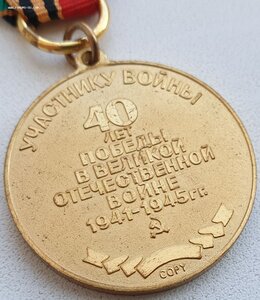 УЧАСТНИКУ ВОЙНЫ
40
ЛЕТ
ПОБЕДЫ
В ВЕЛИКОЙ
ОТЕЧЕСТВЕННОЙ
ВОЙНЕ
1941-1945 ГГ.
COPY